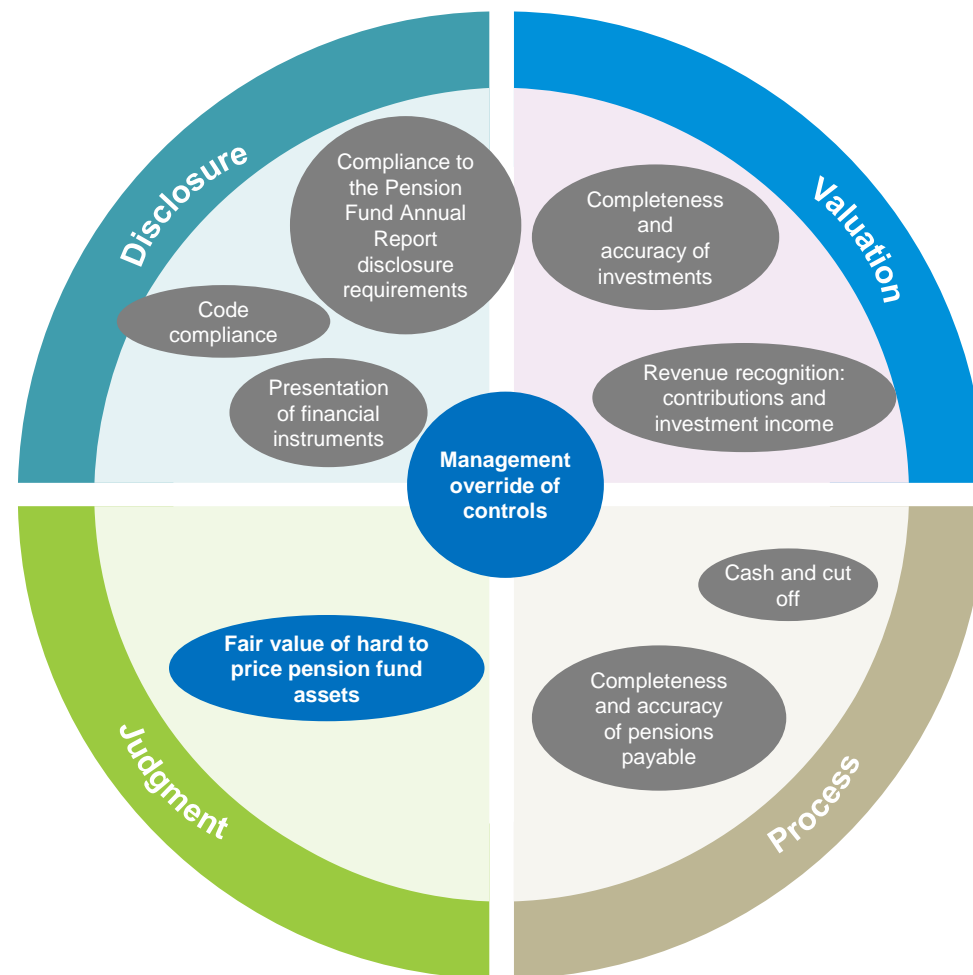 Disclosure
Compliance to
the Pension
Fund Annual
Report
disclosure
requirements
Code
compliance
Presentation
of financial
instruments
Valuation
Completeness
and
accuracy of
investments
Revenue recognition:
contributions and
investment income
Management
override of
controls
Judgment
Fair value of hard to
price pension fund
assets
Process
Cash and cut
off
Completeness
and accuracy
of pensions
payable